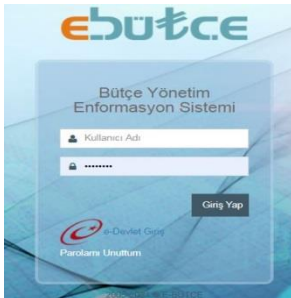 ebütçe
Bütçe Yönetim
Enformasyon Sistemi
Kullanıcı Adı
••••••••
Giriş Yap
e-Devlet Giriş
Parolamı Unuttum